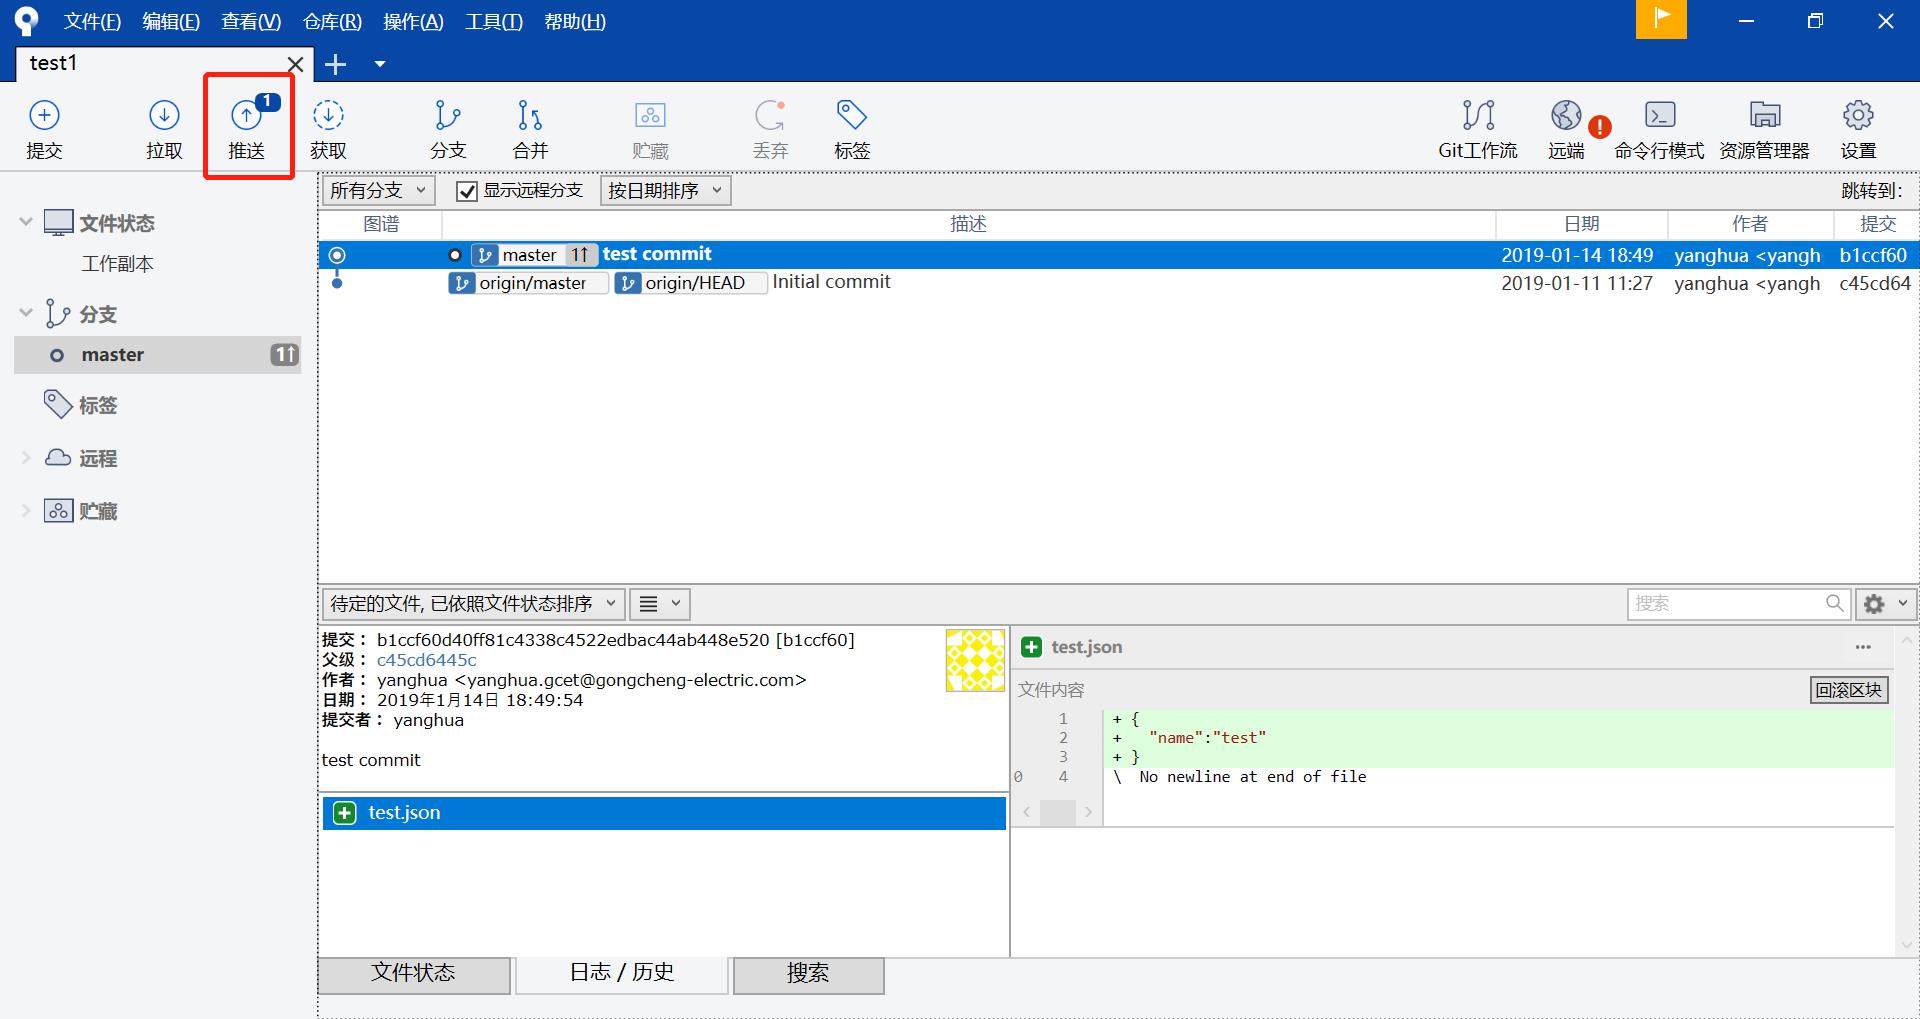 文件(F) 编辑(E) 查看(V) 仓库(R) 操作(A) 工具(T) 帮助(H)
test1
1
提交 拉取 推送 获取 分支 合并 贮藏 丢弃 标签 Git工作流 远端 命令行模式 资源管理器 设置
所有分支 显示远程分支 按日期排序 跳转到:
文件状态
工作副本
分支
master 1↑
标签
远程
贮藏
图谱 描述 日期 作者 提交
master 1↑ test commit 2019-01-14 18:49 yanghua <yangh b1ccf60
origin/master origin/HEAD Initial commit 2019-01-11 11:27 yanghua <yangh c45cd64
待定的文件, 已依照文件状态排序 搜索
提交： b1ccf60d40ff81c4338c4522edbac44ab448e520 [b1ccf60]
父级： c45cd6445c
作者： yanghua <yanghua.gcet@gongcheng-electric.com>
日期： 2019年1月14日 18:49:54
提交者： yanghua
test commit
test.json
test.json ...
文件内容 回滚区块
1 + {
2 + "name":"test"
3 + }
0 4 \ No newline at end of file
文件状态 日志 / 历史 搜索